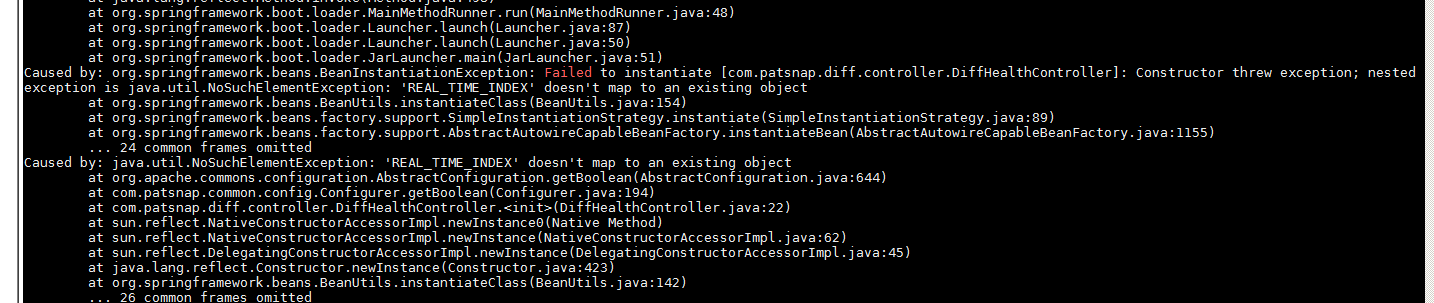 at org.springframework.boot.loader.MainMethodRunner.run(MainMethodRunner.java:48)
at org.springframework.boot.loader.Launcher.launch(Launcher.java:87)
at org.springframework.boot.loader.Launcher.launch(Launcher.java:50)
at org.springframework.boot.loader.JarLauncher.main(JarLauncher.java:51)
Caused by: org.springframework.beans.BeanInstantiationException: Failed to instantiate [com.patsnap.diff.controller.DiffHealthController]: Constructor threw exception; nested
exception is java.util.NoSuchElementException: 'REAL_TIME_INDEX' doesn't map to an existing object
at org.springframework.beans.BeanUtils.instantiateClass(BeanUtils.java:154)
at org.springframework.beans.factory.support.SimpleInstantiationStrategy.instantiate(SimpleInstantiationStrategy.java:89)
at org.springframework.beans.factory.support.AbstractAutowireCapableBeanFactory.instantiateBean(AbstractAutowireCapableBeanFactory.java:1155)
... 24 common frames omitted
Caused by: java.util.NoSuchElementException: 'REAL_TIME_INDEX' doesn't map to an existing object
at org.apache.commons.configuration.AbstractConfiguration.getBoolean(AbstractConfiguration.java:644)
at com.patsnap.common.config.Configurer.getBoolean(Configurer.java:194)
at com.patsnap.diff.controller.DiffHealthController.<init>(DiffHealthController.java:22)
at sun.reflect.NativeConstructorAccessorImpl.newInstance0(Native Method)
at sun.reflect.NativeConstructorAccessorImpl.newInstance(NativeConstructorAccessorImpl.java:62)
at sun.reflect.DelegatingConstructorAccessorImpl.newInstance(DelegatingConstructorAccessorImpl.java:45)
at java.lang.reflect.Constructor.newInstance(Constructor.java:423)
at org.springframework.beans.BeanUtils.instantiateClass(BeanUtils.java:142)
... 26 common frames omitted